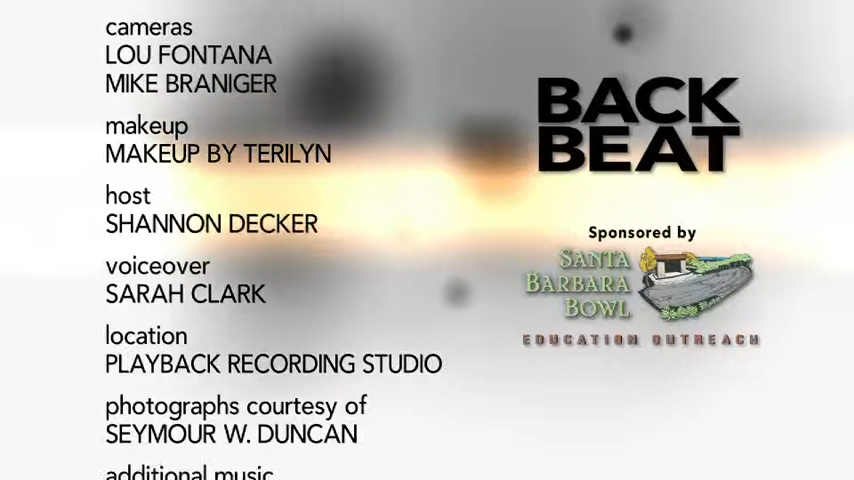 cameras
LOU FONTANA
MIKE BRANIGER
makeup
MAKEUP BY TERILYN
host
SHANNON DECKER
voiceover
SARAH CLARK
location
PLAYBACK RECORDING STUDIO
photographs courtesy of
SEYMOUR W. DUNCAN
additional music
BACK
BEAT
Sponsored by
SANTA
BARBARA
BOWL
EDUCATION OUTREACH